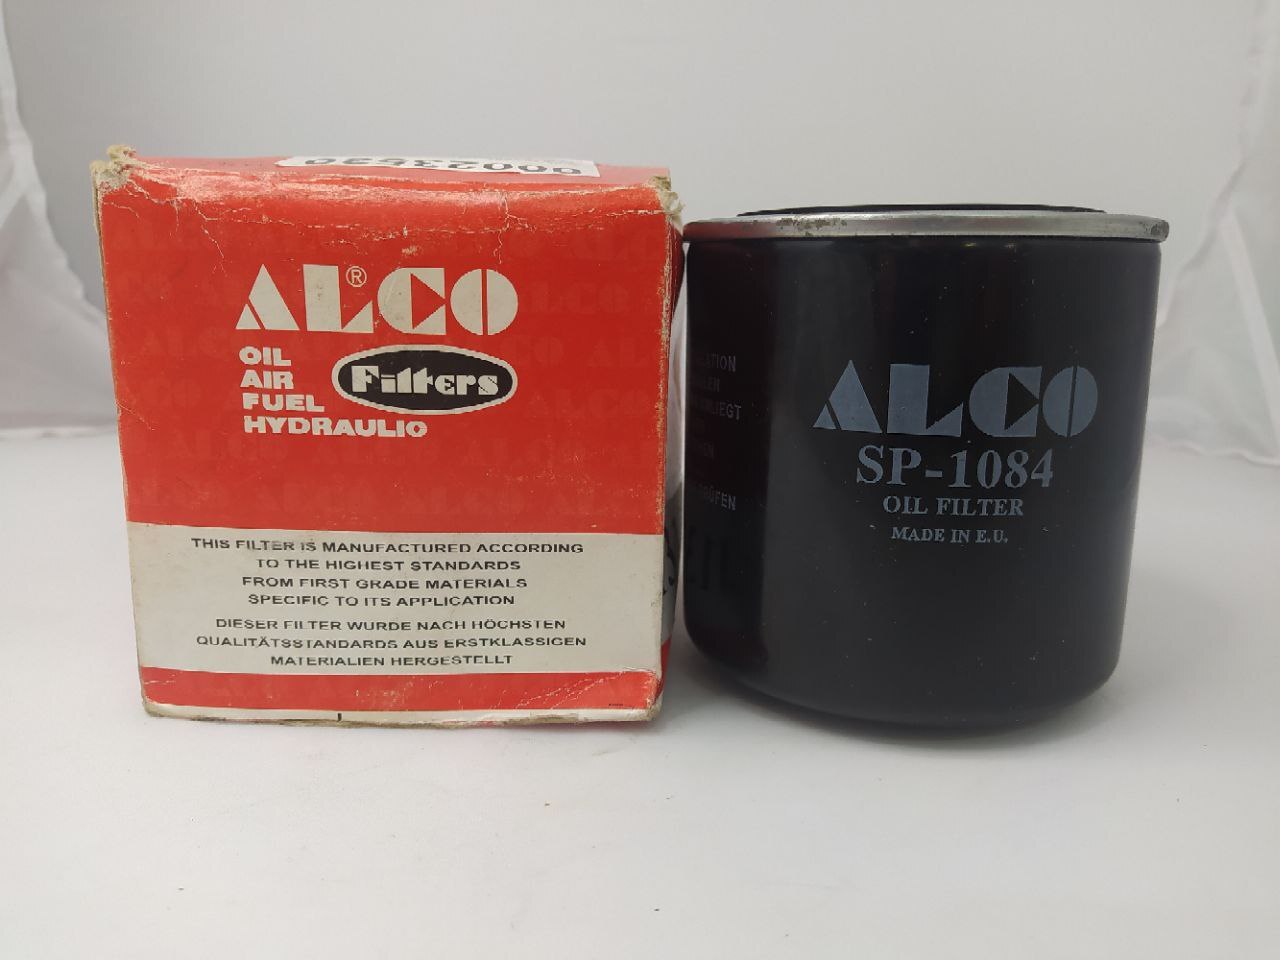 00023530
ALCO®
OIL
AIR
FUEL
HYDRAULIC
Filters
THIS FILTER IS MANUFACTURED ACCORDING
TO THE HIGHEST STANDARDS
FROM FIRST GRADE MATERIALS
SPECIFIC TO ITS APPLICATION
DIESER FILTER WURDE NACH HÖCHSTEN
QUALITÄTSSTANDARDS AUS ERSTKLASSIGEN
MATERIALIEN HERGESTELLT
ALCO
SP-1084
OIL FILTER
MADE IN E.U.